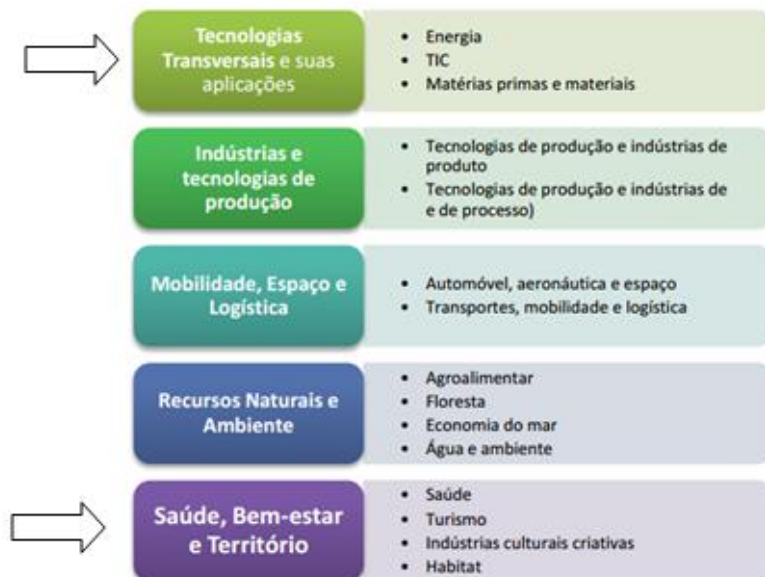 Tecnologias
Transversais e suas
aplicações
• Energia
• TIC
• Matérias primas e materiais
Indústrias e
tecnologias de
produção
• Tecnologias de produção e indústrias de
produto
• Tecnologias de produção e indústrias de
e de processo)
Mobilidade, Espaço e
Logística
• Automóvel, aeronáutica e espaço
• Transportes, mobilidade e logística
Recursos Naturais e
Ambiente
• Agroalimentar
• Floresta
• Economia do mar
• Água e ambiente
Saúde, Bem-estar
e Território
• Saúde
• Turismo
• Indústrias culturais criativas
• Habitat